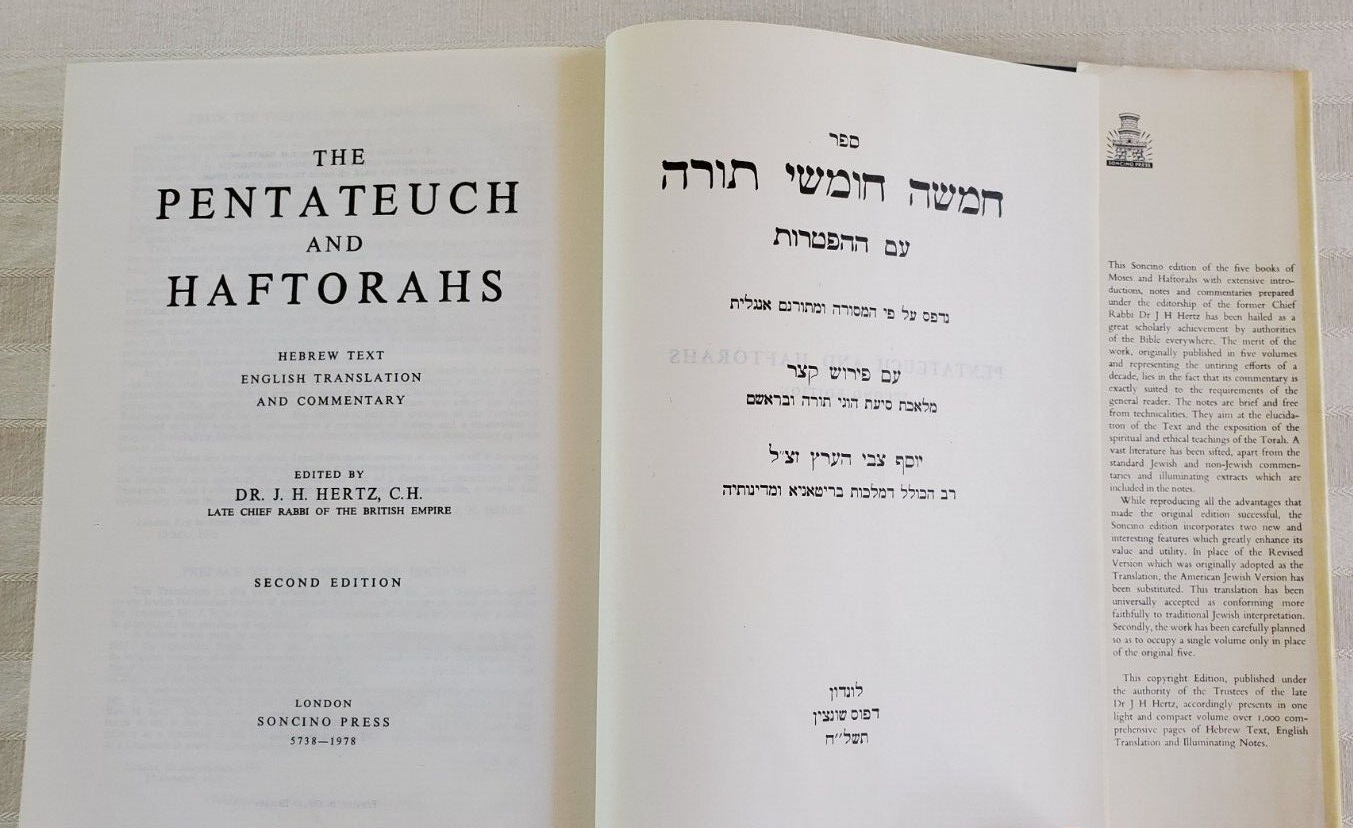 THE
PENTATEUCH
AND
HAFTORAHS
HEBREW TEXT
ENGLISH TRANSLATION
AND COMMENTARY
EDITED BY
DR. J. H. HERTZ, C.H.
LATE CHIEF RABBI OF THE BRITISH EMPIRE
SECOND EDITION
LONDON
SONCINO PRESS
5738—1978
ספר
חמשה חומשי תורה
עם ההפטרות
נדפס על פי המסורה ומתורגם אנגלית
עם פירוש קצר
מלאכת סיעת הוגי תורה ובראשם
יוסף צבי הערץ זצ״ל
רב הכולל דמלכות בריטאניא ומדינותיה
לונדון
דפוס שונצין
תשל״ח
SONCINO PRESS
This Soncino edition of the five books of
Moses and Haftorahs with extensive intro-
ductions, notes and commentaries prepared
under the editorship of the former Chief
Rabbi Dr J H Hertz has been hailed as a
great scholarly achievement by authorities
of the Bible everywhere. The merit of the
work, originally published in five volumes
and representing the untiring efforts of a
decade, lies in the fact that its commentary is
exactly suited to the requirements of the
general reader. The notes are brief and free
from technicalities. They aim at the elucida-
tion of the Text and the exposition of the
spiritual and ethical teachings of the Torah. A
vast literature has been sifted, apart from the
standard Jewish and non-Jewish commen-
taries and illuminating extracts which are
included in the notes.
While reproducing all the advantages that
made the original edition successful, the
Soncino edition incorporates two new and
interesting features which greatly enhance its
value and utility. In place of the Revised
Version which was originally adopted as the
Translation, the American Jewish Version has
been substituted. This translation has been
universally accepted as conforming more
faithfully to traditional Jewish interpretation.
Secondly, the work has been carefully planned
so as to occupy a single volume only in place
of the original five.
This copyright Edition, published under
the authority of the Trustees of the late
Dr J H Hertz, accordingly presents in one
light and compact volume over 1,000 com-
prehensive pages of Hebrew Text, English
Translation and Illuminating Notes.